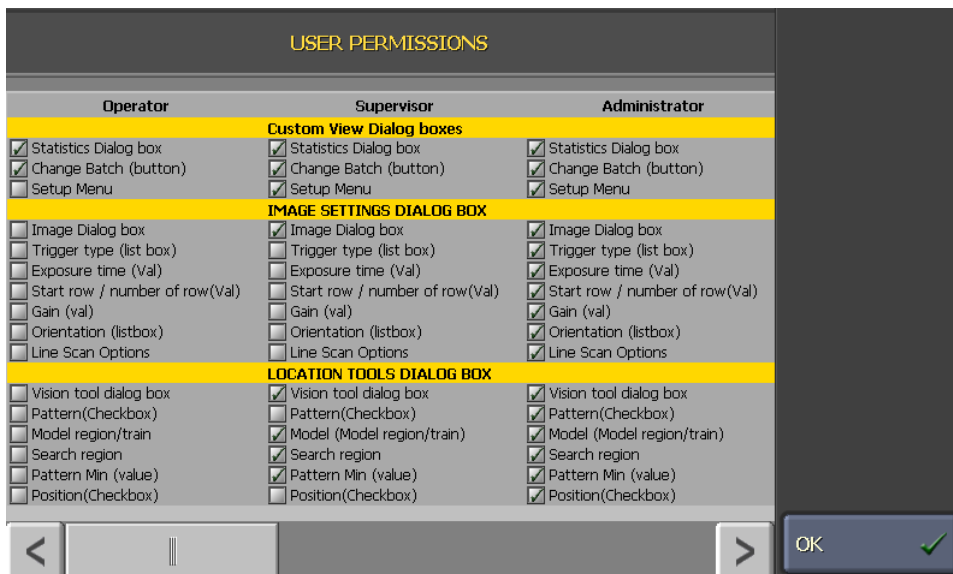 USER PERMISSIONS
Operator Supervisor Administrator
Custom View Dialog boxes
Statistics Dialog box Statistics Dialog box Statistics Dialog box
Change Batch (button) Change Batch (button) Change Batch (button)
Setup Menu Setup Menu Setup Menu
IMAGE SETTINGS DIALOG BOX
Image Dialog box Image Dialog box Image Dialog box
Trigger type (list box) Trigger type (list box) Trigger type (list box)
Exposure time (Val) Exposure time (Val) Exposure time (Val)
Start row / number of row(Val) Start row / number of row(Val) Start row / number of row(Val)
Gain (val) Gain (val) Gain (val)
Orientation (listbox) Orientation (listbox) Orientation (listbox)
Line Scan Options Line Scan Options Line Scan Options
LOCATION TOOLS DIALOG BOX
Vision tool dialog box Vision tool dialog box Vision tool dialog box
Pattern(Checkbox) Pattern(Checkbox) Pattern(Checkbox)
Model region/train Model (Model region/train) Model (Model region/train)
Search region Search region Search region
Pattern Min (value) Pattern Min (value) Pattern Min (value)
Position(Checkbox) Position(Checkbox) Position(Checkbox)
OK